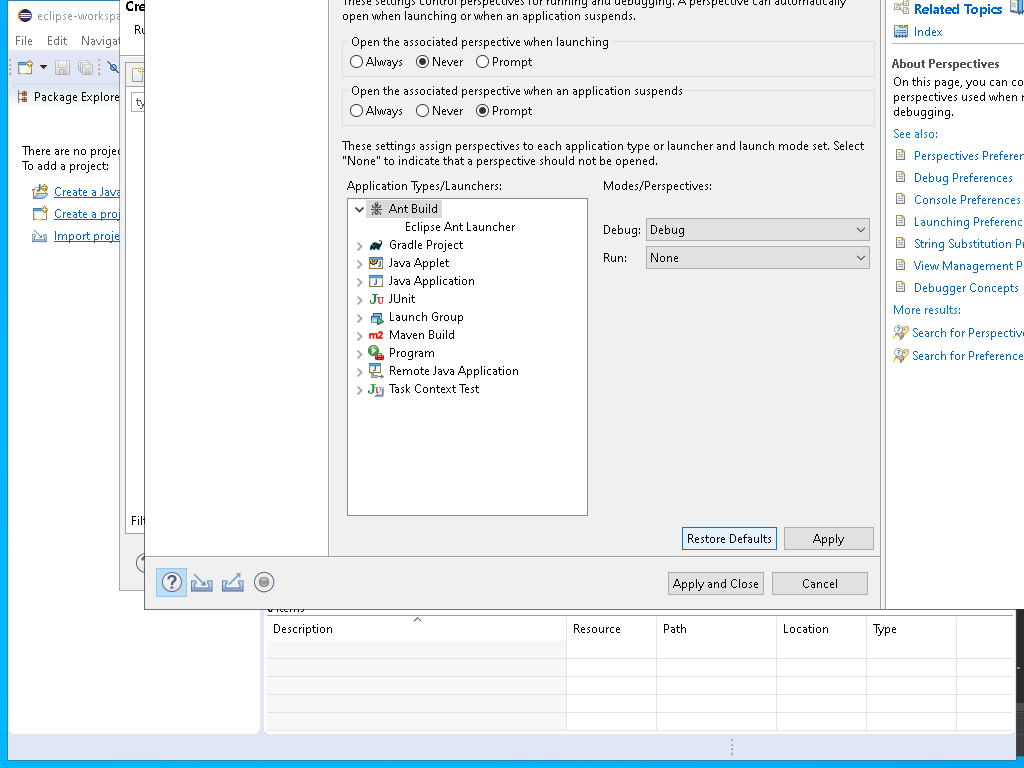 eclipse-workspa
Cre
File Edit Navigat
Ru
Package Explore
ty
There are no projec
To add a project:
Create a Java
Create a proj
Import proje
Filt
These settings control perspectives for running and debugging. A perspective can automatically
open when launching or when an application suspends.
Open the associated perspective when launching
Always Never Prompt
Open the associated perspective when an application suspends
Always Never Prompt
These settings assign perspectives to each application type or launcher and launch mode set. Select
"None" to indicate that a perspective should not be opened.
Application Types/Launchers:
Modes/Perspectives:
Ant Build
Eclipse Ant Launcher
Gradle Project
Java Applet
Java Application
JUnit
Launch Group
Maven Build
Program
Remote Java Application
Task Context Test
Debug: Debug
Run: None
Restore Defaults Apply
Apply and Close Cancel
Related Topics
Index
About Perspectives
On this page, you can co
perspectives used when r
debugging.
See also:
Perspectives Preferen
Debug Preferences
Console Preferences
Launching Preferenc
String Substitution Pr
View Management P
Debugger Concepts
More results:
Search for Perspective
Search for Preference
0 items
Description Resource Path Location Type